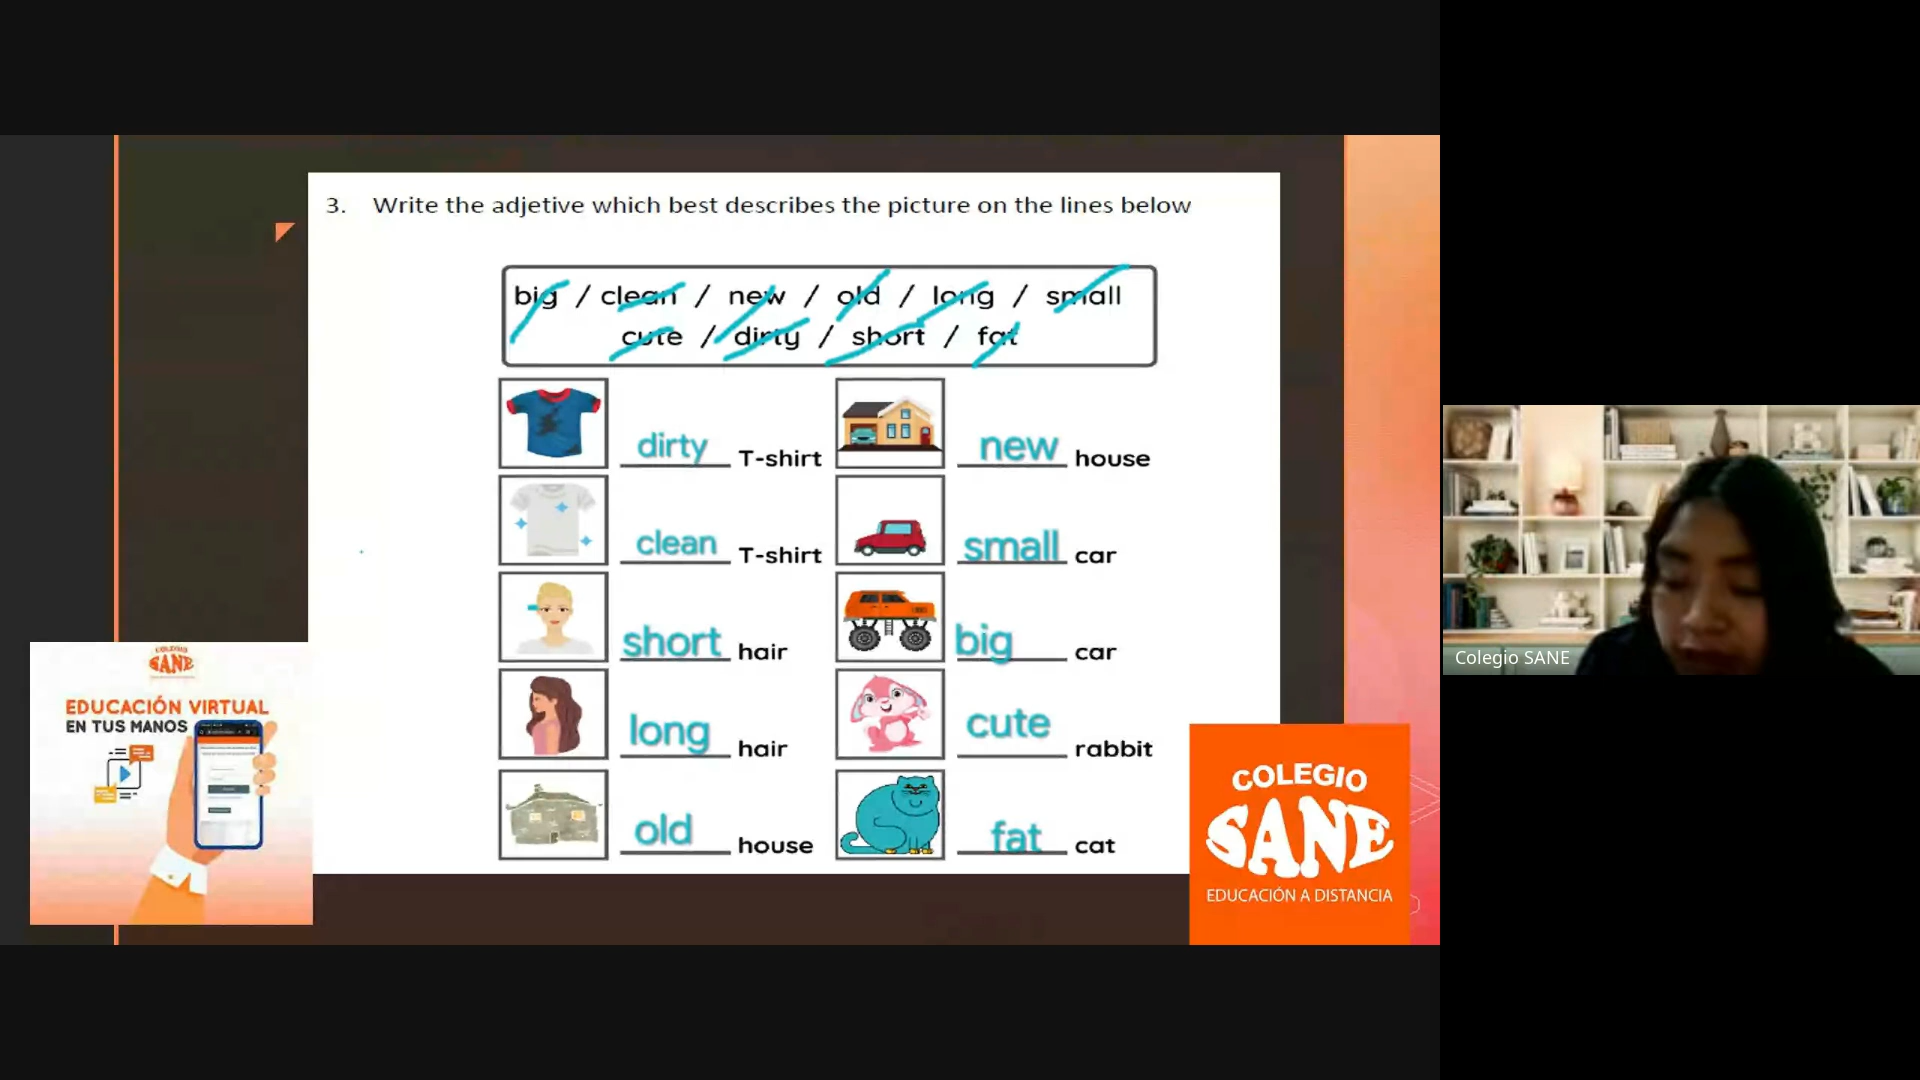 3. Write the adjetive which best describes the picture on the lines below
big / clean / new / old / long / small
cute / dirty / short / fat
dirty T-shirt
new house
clean T-shirt
small car
short hair
big car
long hair
cute rabbit
old house
fat cat
COLEGIO
SANE
EDUCACIÓN VIRTUAL
EN TUS MANOS
COLEGIO
SANE
EDUCACIÓN A DISTANCIA
Colegio SANE